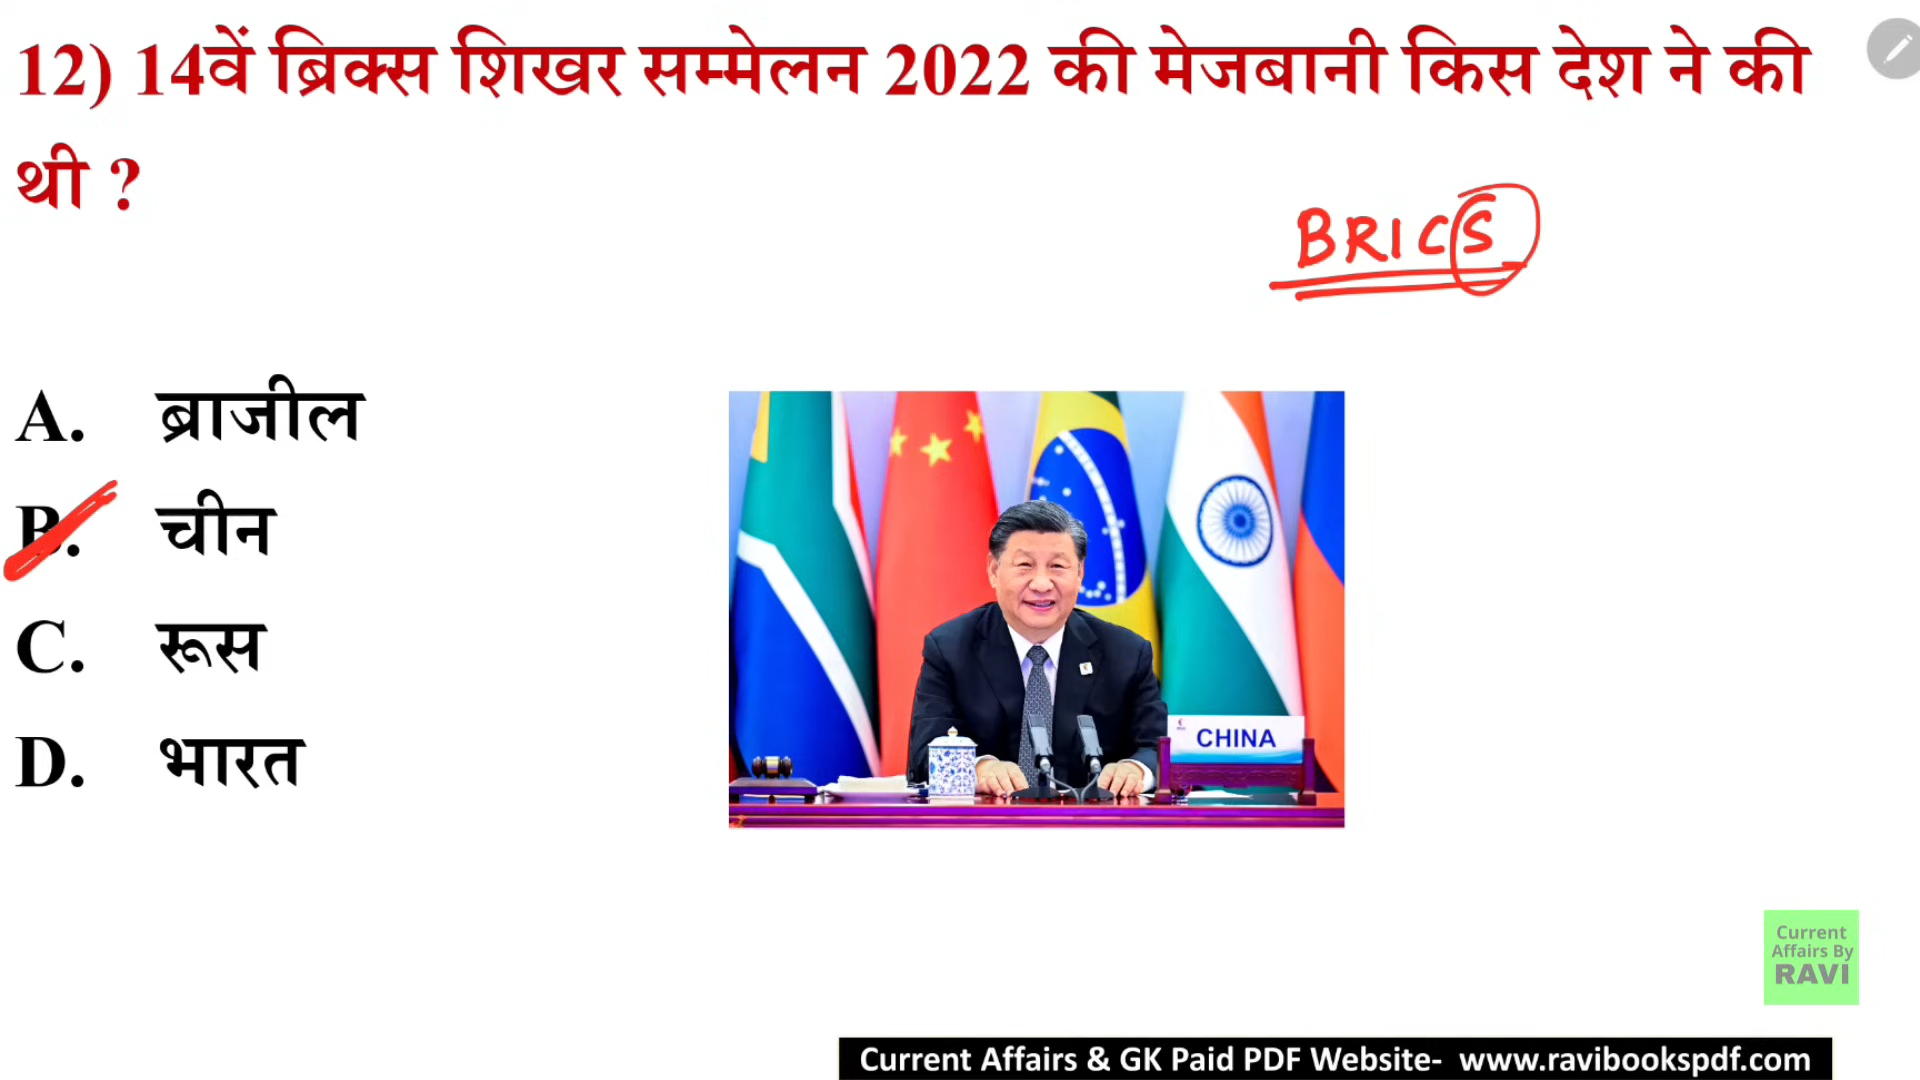 12) 14वें ब्रिक्स शिखर सम्मेलन 2022 की मेजबानी किस देश ने की
थी ?
BRICS
A. ब्राजील
B. चीन
C. रूस
D. भारत
CHINA
Current
Affairs By
RAVI
Current Affairs & GK Paid PDF Website- www.ravibookspdf.com